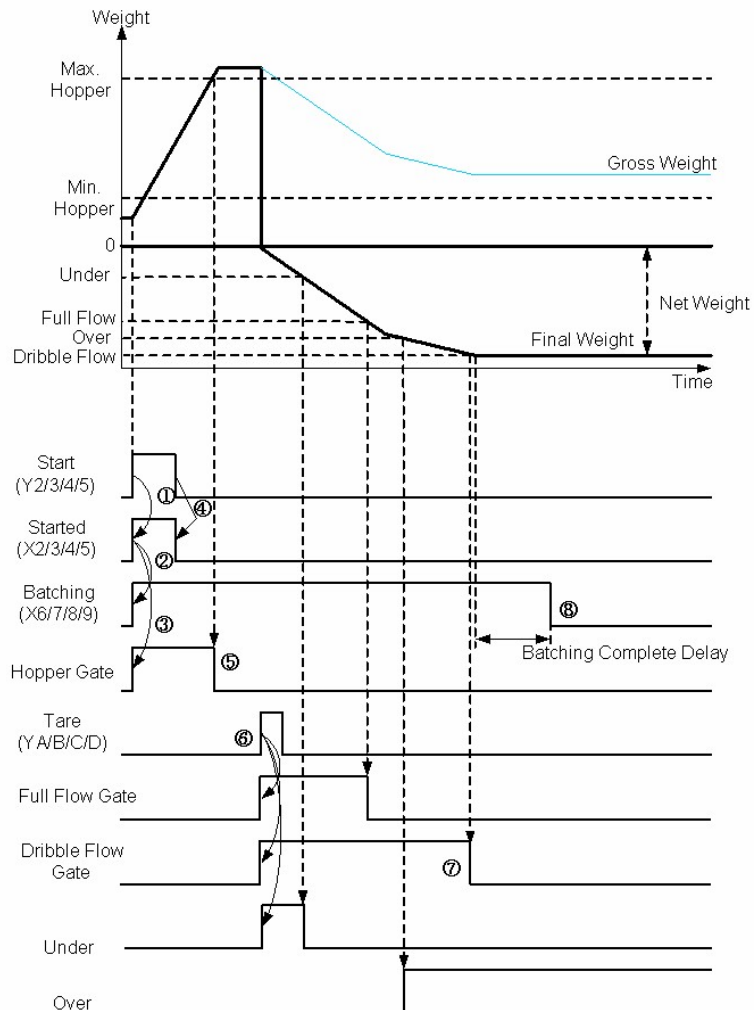 Weight
Max.
Hopper
Gross Weight
Min.
Hopper
0
Under
Net Weight
Full Flow
Over
Final Weight
Dribble Flow
Time
Start
(Y2/3/4/5)
①
④
Started
(X2/3/4/5)
②
Batching
(X6/7/8/9)
③
⑧
Batching Complete Delay
Hopper Gate
⑤
Tare
(YA/B/C/D)
⑥
Full Flow Gate
Dribble Flow
Gate
⑦
Under
Over